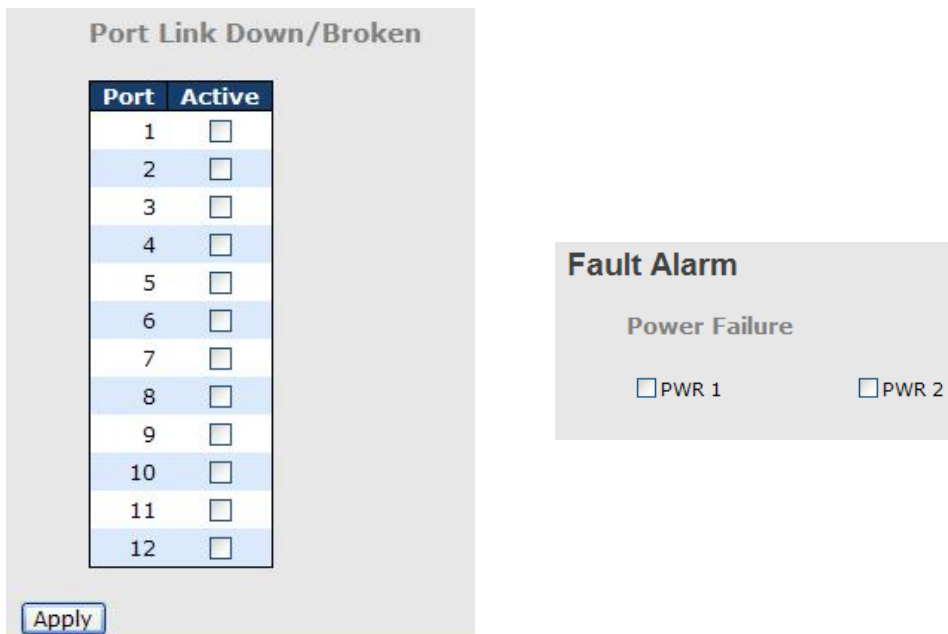 Port Link Down/Broken
Port Active
1
2
3
4
5
6
7
8
9
10
11
12
Apply
Fault Alarm
Power Failure
PWR 1 PWR 2